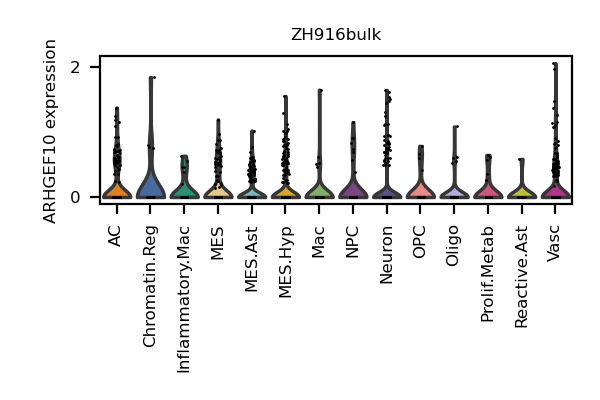 ZH916bulk
ARHGEF10 expression
2
0
AC
Chromatin.Reg
Inflammatory.Mac
MES
MES.Ast
MES.Hyp
Mac
NPC
Neuron
OPC
Oligo
Prolif.Metab
Reactive.Ast
Vasc